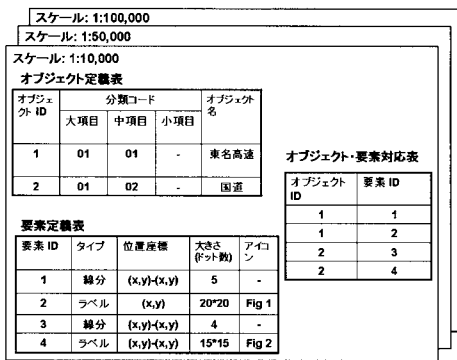 スケール: 1:100,000
スケール: 1:50,000
スケール: 1:10,000
オブジェクト定義表
オブジェクト ID 分類コード オブジェクト名
大項目 中項目 小項目
1 01 01 - 東名高速
2 01 02 - 国道
オブジェクト・要素対応表
オブジェクト ID 要素 ID
1 1
1 2
2 3
2 4
要素定義表
要素 ID タイプ 位置座標 大きさ(ドット数) アイコン
1 線分 (x,y)-(x,y) 5 -
2 ラベル (x,y) 20*20 Fig 1
3 線分 (x,y)-(x,y) 4 -
4 ラベル (x,y)-(x,y) 15*15 Fig 2